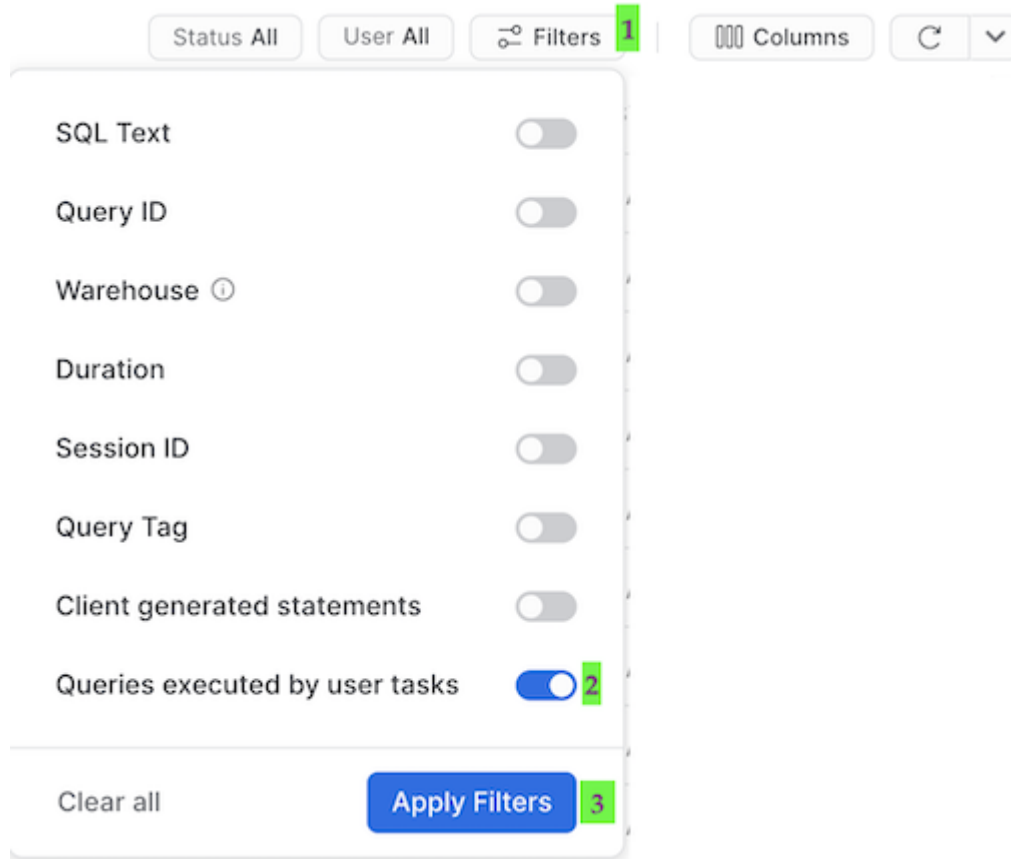 Status All User All Filters 1 Columns
SQL Text
Query ID
Warehouse
Duration
Session ID
Query Tag
Client generated statements
Queries executed by user tasks 2
Clear all Apply Filters 3